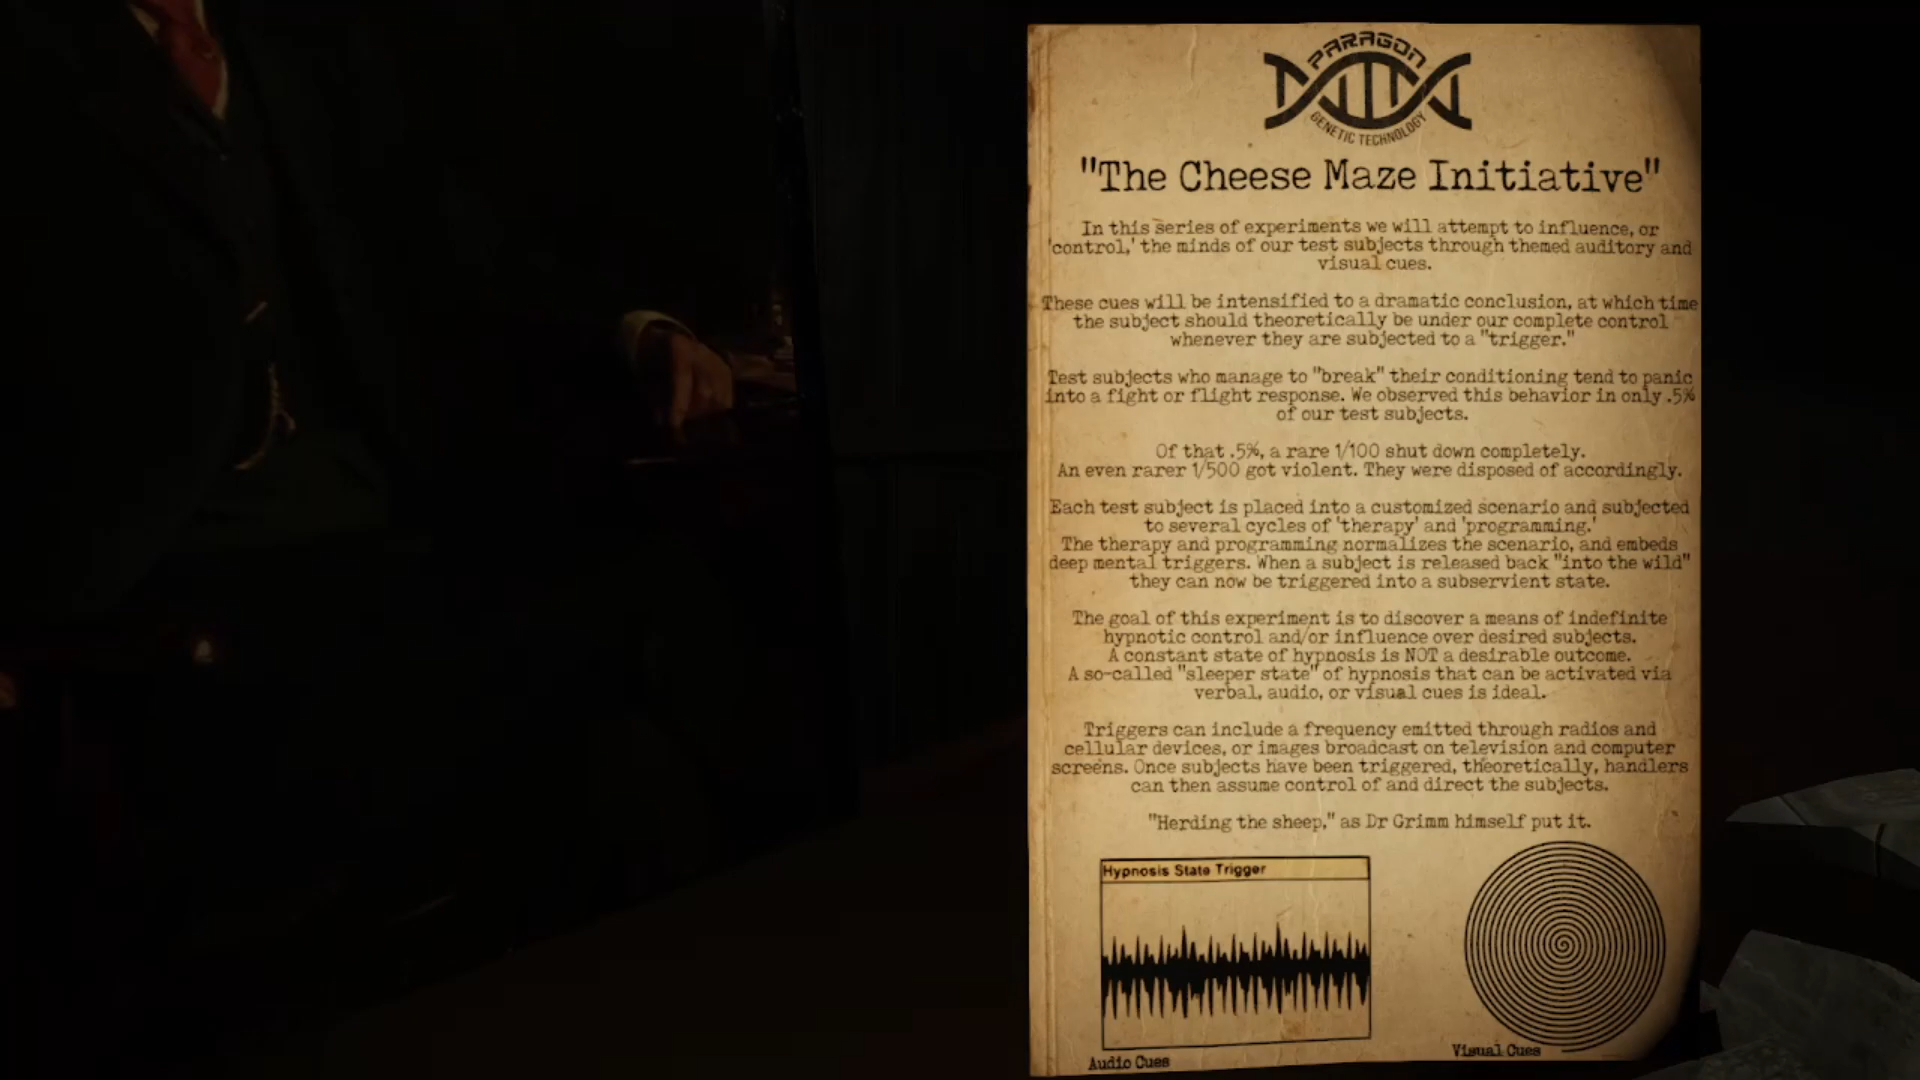 PARAGON
GENETIC TECHNOLOGY
"The Cheese Maze Initiative"
In this series of experiments we will attempt to influence, or
'control,' the minds of our test subjects through themed auditory and
visual cues.
These cues will be intensified to a dramatic conclusion, at which time
the subject should theoretically be under our complete control
whenever they are subjected to a "trigger."
Test subjects who manage to "break" their conditioning tend to panic
into a fight or flight response. We observed this behavior in only .5%
of our test subjects.
Of that .5%, a rare 1/100 shut down completely.
An even rarer 1/500 got violent. They were disposed of accordingly.
Each test subject is placed into a customized scenario and subjected
to several cycles of 'therapy' and 'programming.'
The therapy and programming normalizes the scenario, and embeds
deep mental triggers. When a subject is released back "into the wild"
they can now be triggered into a subservient state.
The goal of this experiment is to discover a means of indefinite
hypnotic control and/or influence over desired subjects.
A constant state of hypnosis is NOT a desirable outcome.
A so-called "sleeper state" of hypnosis that can be activated via
verbal, audio, or visual cues is ideal.
Triggers can include a frequency emitted through radios and
cellular devices, or images broadcast on television and computer
screens. Once subjects have been triggered, theoretically, handlers
can then assume control of and direct the subjects.
"Herding the sheep," as Dr Grimm himself put it.
Hypnosis State Trigger
Audio Cues
Visual Cues